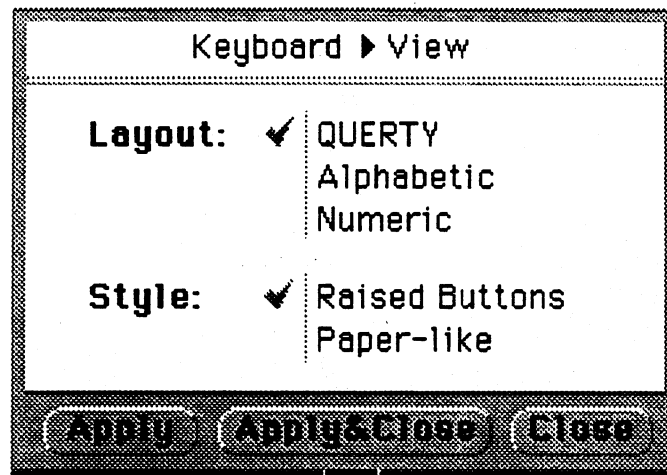 Keyboard ▶ View
Layout: ✔ QUERTY
Alphabetic
Numeric
Style: ✔ Raised Buttons
Paper-like
Apply Apply&Close Close